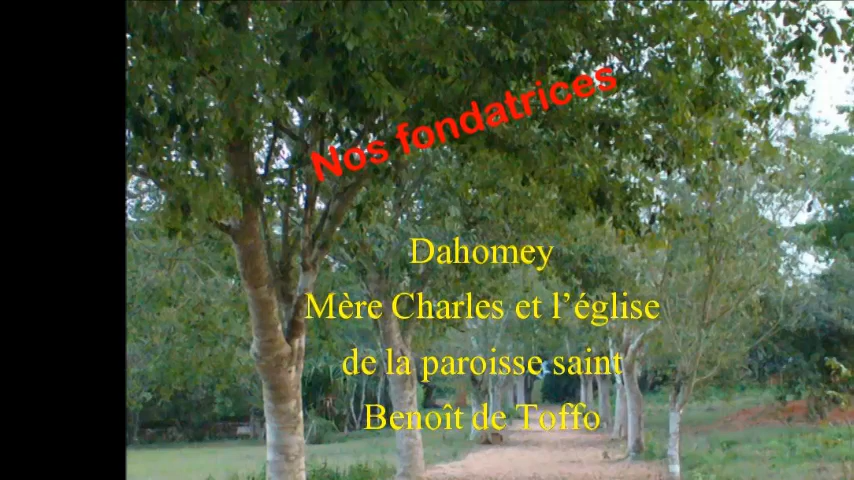 Nos fondatrices
Dahomey
Mère Charles et l’église
de la paroisse saint
Benoît de Toffo